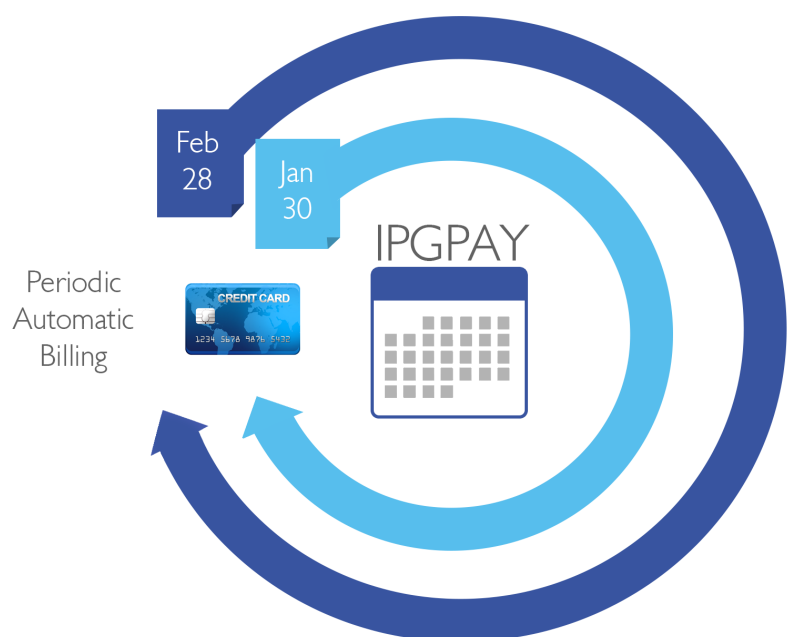 Feb
28
Jan
30
IPGPAY
Periodic
Automatic
Billing
CREDIT CARD
1234 5678 9876 5432